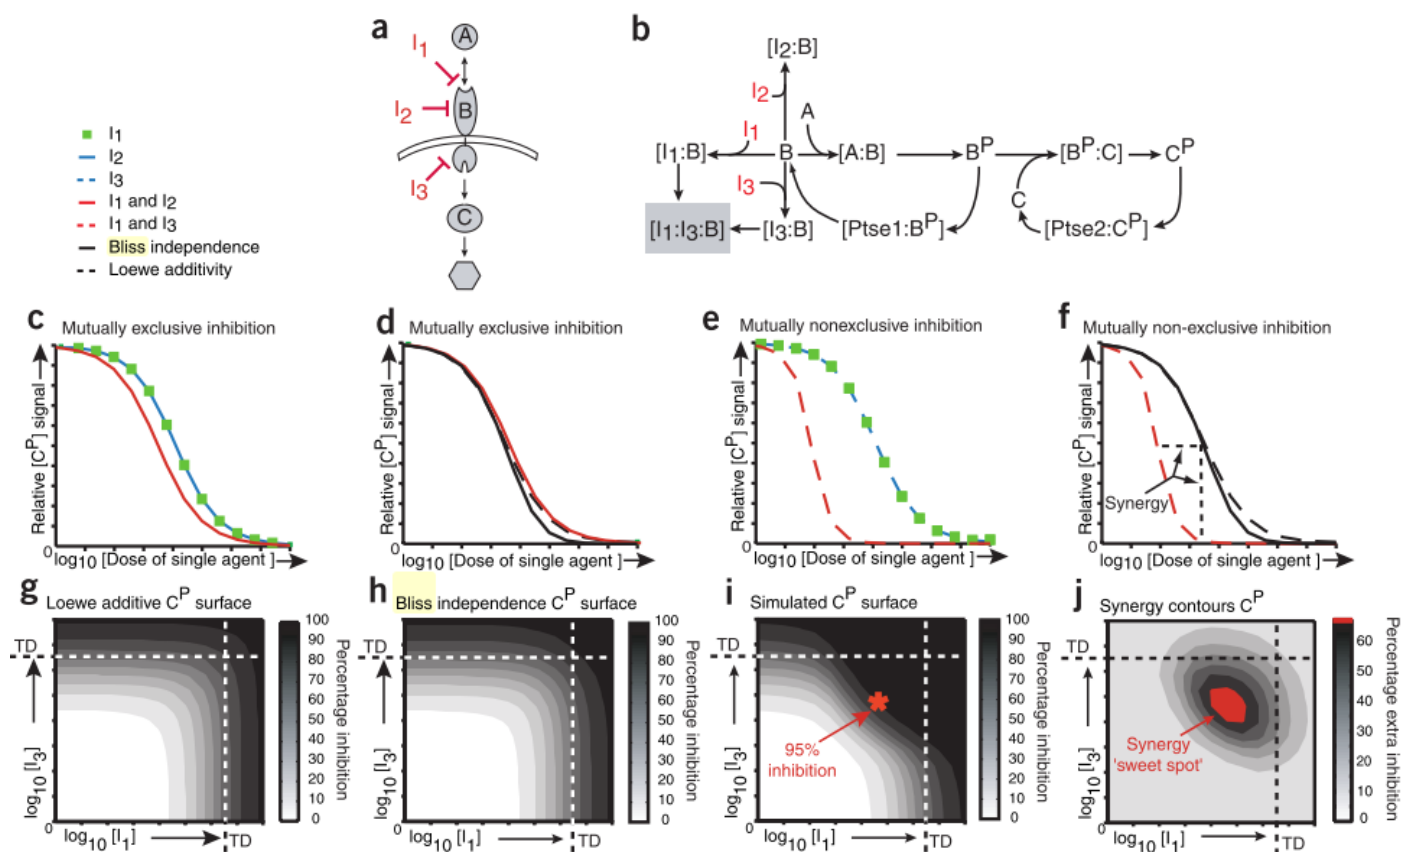 a
A
I1
I2
B
I3
C
b
[I2:B]
I2
A
I1
[I1:B]
B
[A:B]
BP
[BP:C]
CP
I3
C
[I1:I3:B]
[I3:B]
[Ptse1:BP]
[Ptse2:CP]
I1
I2
I3
I1 and I2
I1 and I3
Bliss independence
Loewe additivity
c
Mutually exclusive inhibition
Relative [CP] signal
0
log10 [Dose of single agent ]
d
Mutually exclusive inhibition
Relative [CP] signal
0
log10 [Dose of single agent ]
e
Mutually nonexclusive inhibition
Relative [CP] signal
0
log10 [Dose of single agent ]
f
Mutually non-exclusive inhibition
Relative [CP] signal
Synergy
0
log10 [Dose of single agent ]
g
Loewe additive CP surface
TD
log10 [I3]
log10 [I1]
TD
100
90
80
70
60
50
40
30
20
10
0
Percentage inhibition
h
Bliss independence CP surface
TD
log10 [I3]
log10 [I1]
TD
100
90
80
70
60
50
40
30
20
10
0
Percentage inhibition
i
Simulated CP surface
TD
95%
inhibition
log10 [I3]
log10 [I1]
TD
100
90
80
70
60
50
40
30
20
10
0
Percentage inhibition
j
Synergy contours CP
TD
Synergy
'sweet spot'
log10 [I3]
log10 [I1]
TD
60
50
40
30
20
10
0
Percentage extra inhibition